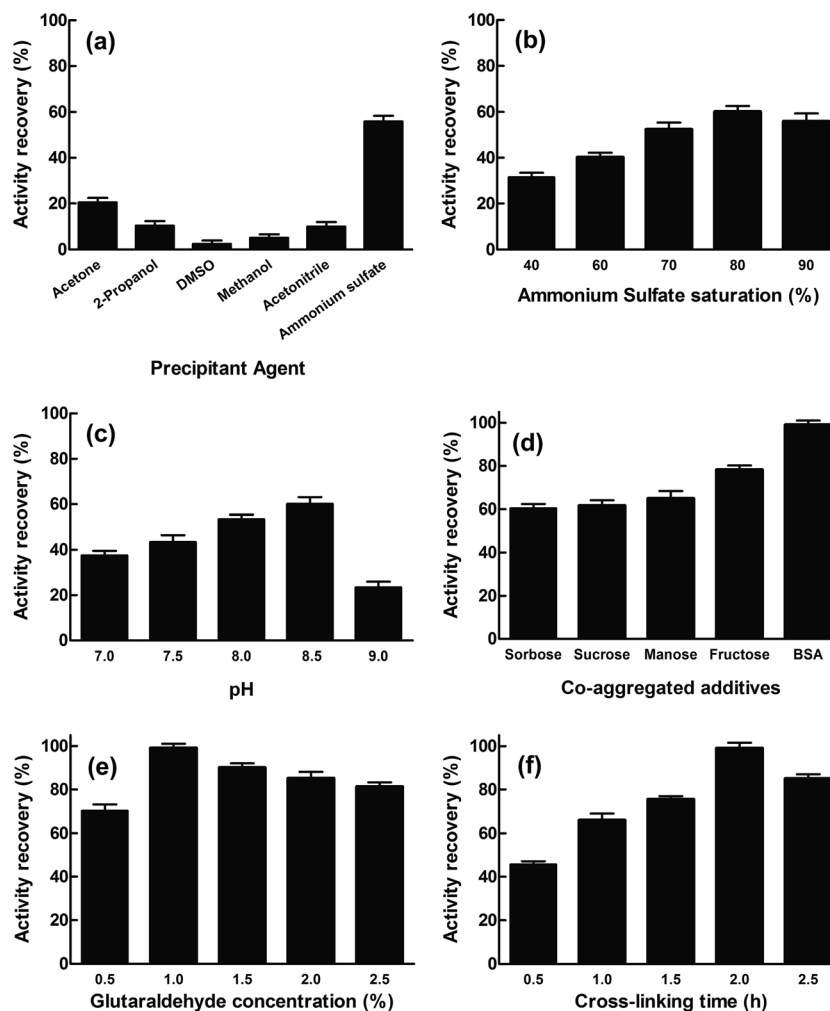 (a)
Activity recovery (%)
100
80
60
40
20
0
Acetone
2-Propanol
DMSO
Methanol
Acetonitrile
Ammonium sulfate
Precipitant Agent
(b)
Activity recovery (%)
100
80
60
40
20
0
40 60 70 80 90
Ammonium Sulfate saturation (%)
(c)
Activity recovery (%)
100
80
60
40
20
0
7.0 7.5 8.0 8.5 9.0
pH
(d)
Activity recovery (%)
100
80
60
40
20
0
Sorbose Sucrose Manose Fructose BSA
Co-aggregated additives
(e)
Activity recovery (%)
100
80
60
40
20
0
0.5 1.0 1.5 2.0 2.5
Glutaraldehyde concentration (%)
(f)
Activity recovery (%)
100
80
60
40
20
0
0.5 1.0 1.5 2.0 2.5
Cross-linking time (h)